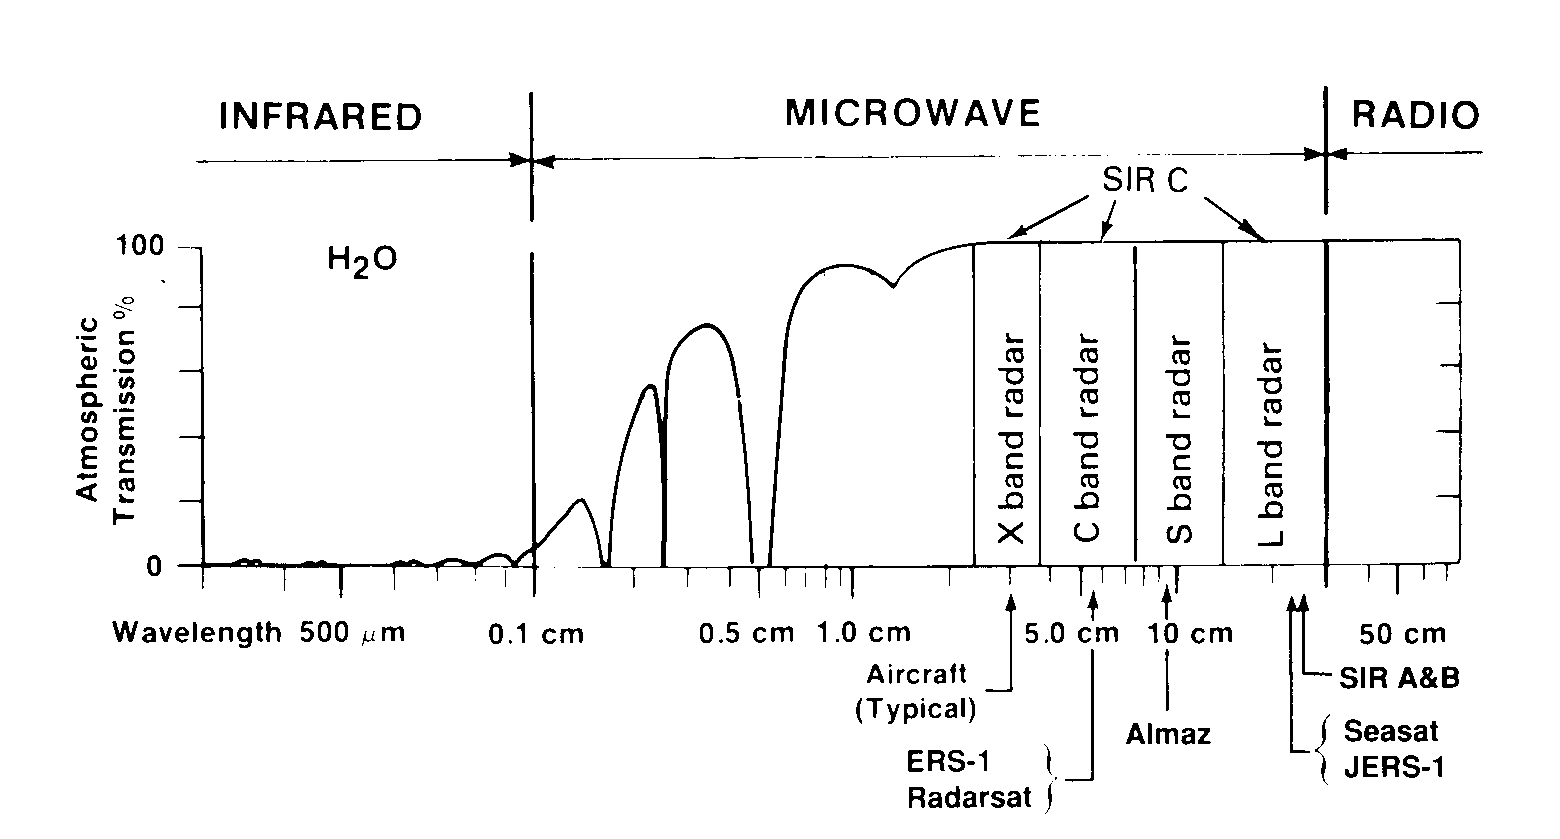 INFRARED MICROWAVE RADIO
SIR C
100
H₂O
Atmospheric
Transmission %
X band radar
C band radar
S band radar
L band radar
0
Wavelength 500 μm 0.1 cm 0.5 cm 1.0 cm 5.0 cm 10 cm 50 cm
Aircraft
(Typical)
SIR A&B
Almaz
Seasat
JERS-1
ERS-1
Radarsat